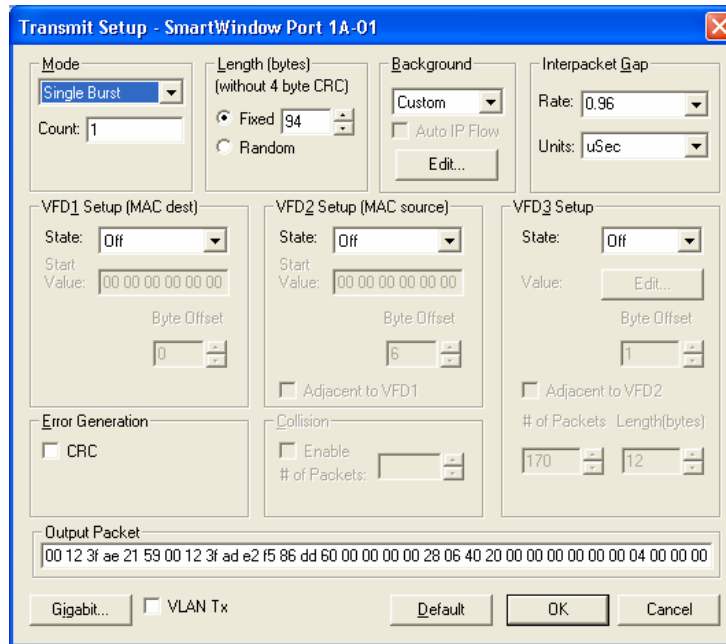 Transmit Setup - SmartWindow Port 1A-01
Mode
Single Burst
Count: 1
Length (bytes)
(without 4 byte CRC)
Fixed 94
Random
Background
Custom
Auto IP Flow
Edit...
Interpacket Gap
Rate: 0.96
Units: uSec
VFD1 Setup (MAC dest)
State: Off
Start
Value: 00 00 00 00 00 00
Byte Offset
0
VFD2 Setup (MAC source)
State: Off
Start
Value: 00 00 00 00 00 00
Byte Offset
6
Adjacent to VFD1
VFD3 Setup
State: Off
Value: Edit...
Byte Offset
1
Adjacent to VFD2
# of Packets Length(bytes)
170 12
Error Generation
CRC
Collision
Enable
# of Packets:
Output Packet
00 12 3f ae 21 59 00 12 3f ad e2 f5 86 dd 60 00 00 00 00 28 06 40 20 00 00 00 00 00 00 04 00 00 00
Gigabit... VLAN Tx Default OK Cancel